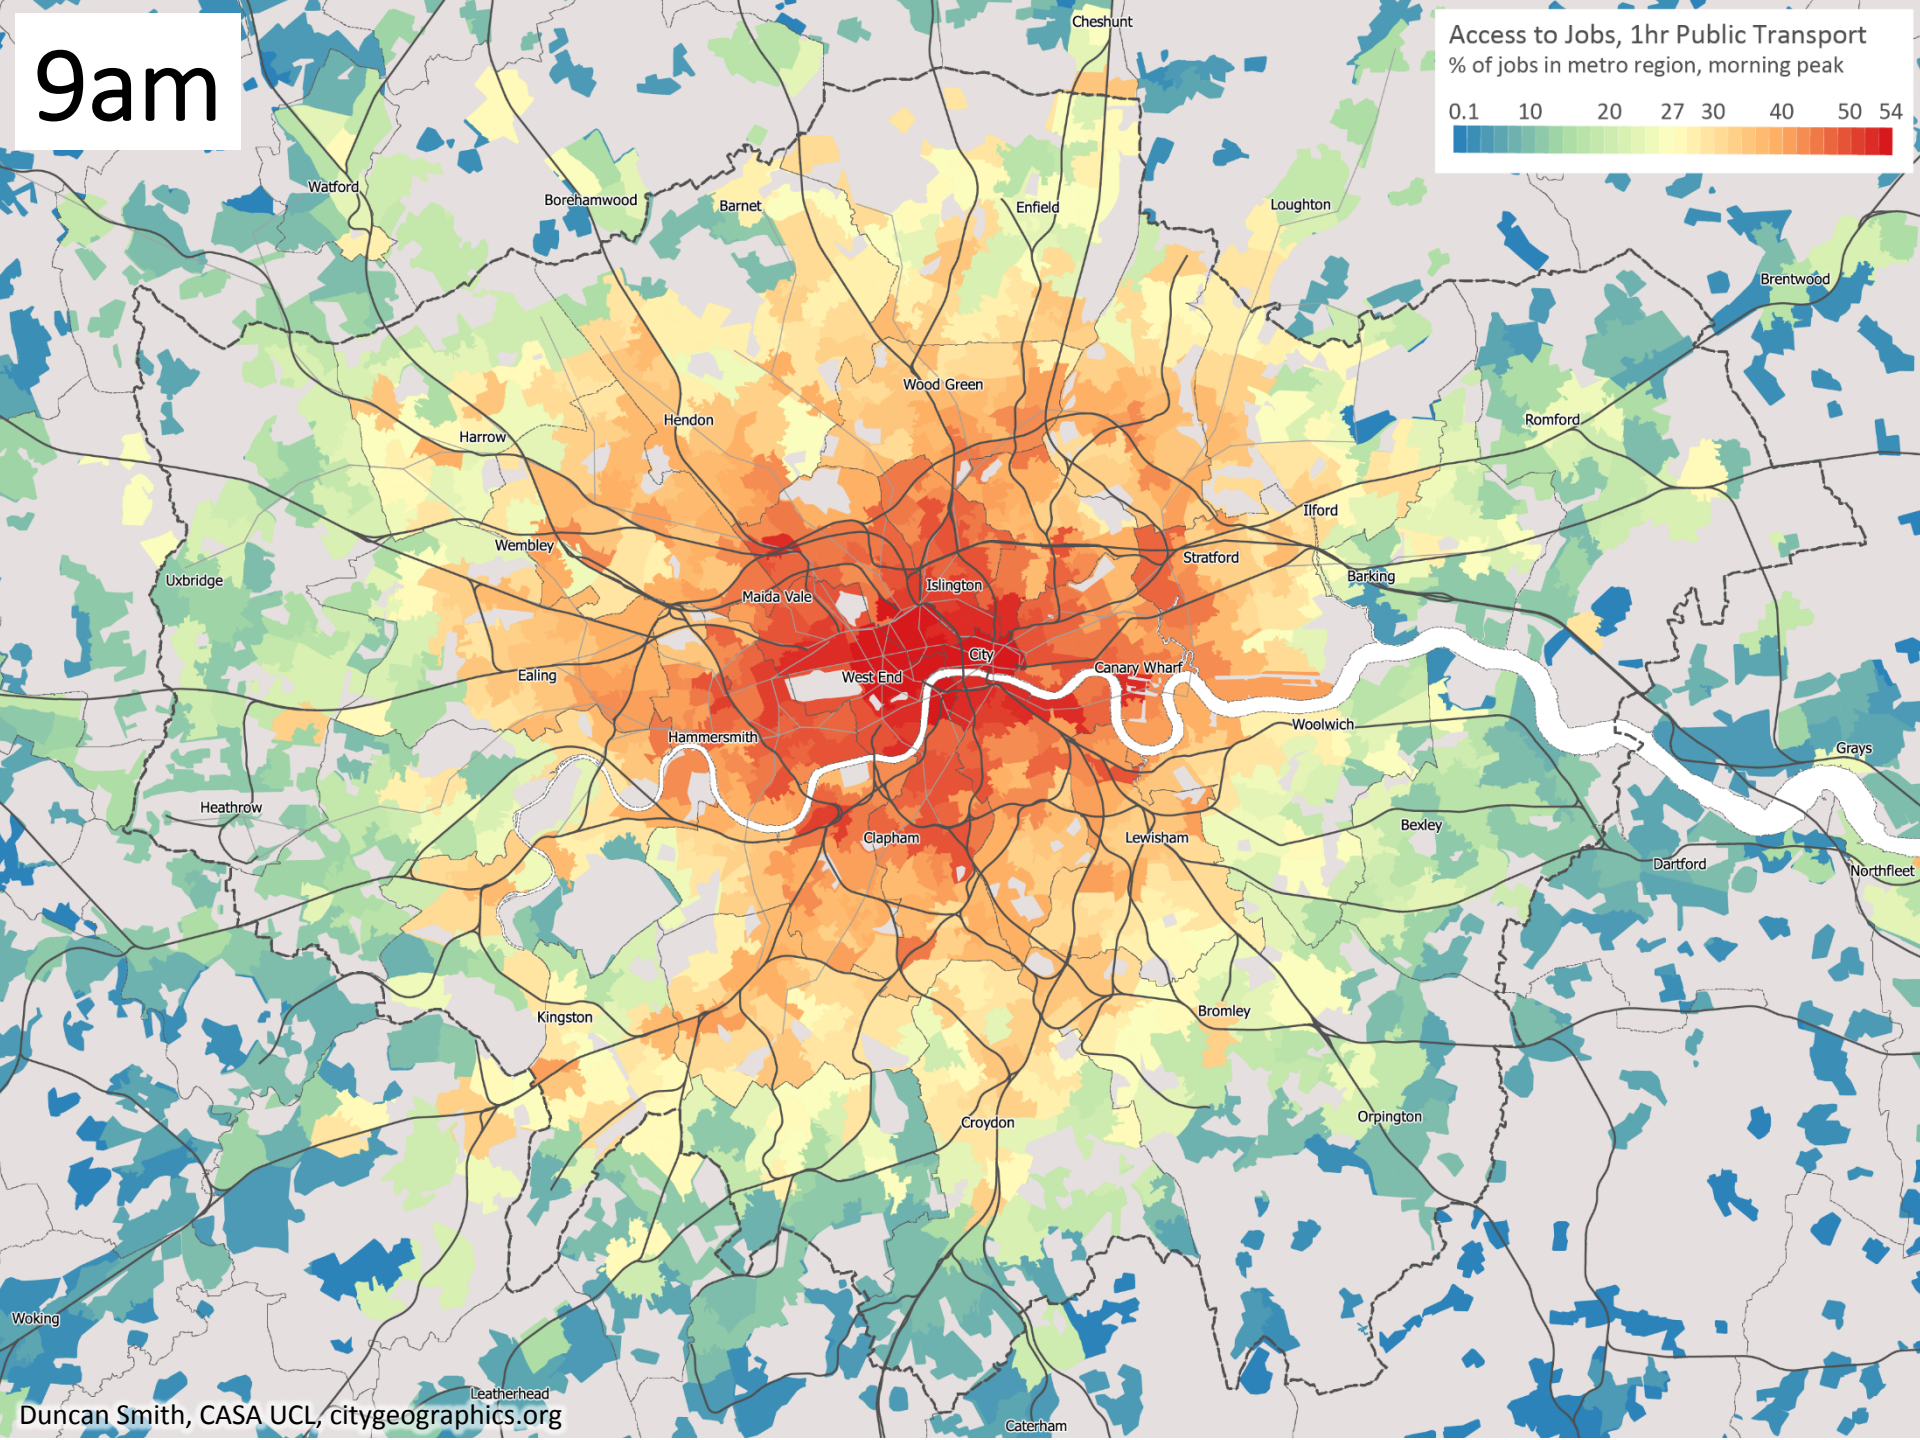 9am
Access to Jobs, 1hr Public Transport
% of jobs in metro region, morning peak
0.1 10 20 27 30 40 50 54
Cheshunt
Watford
Borehamwood
Barnet
Enfield
Loughton
Brentwood
Wood Green
Hendon
Harrow
Romford
Ilford
Wembley
Stratford
Uxbridge
Barking
Islington
Maida Vale
City
Canary Wharf
Ealing
West End
Woolwich
Hammersmith
Grays
Heathrow
Bexley
Clapham
Lewisham
Dartford
Northfleet
Kingston
Bromley
Orpington
Croydon
Woking
Leatherhead
Caterham
Duncan Smith, CASA UCL, citygeographics.org